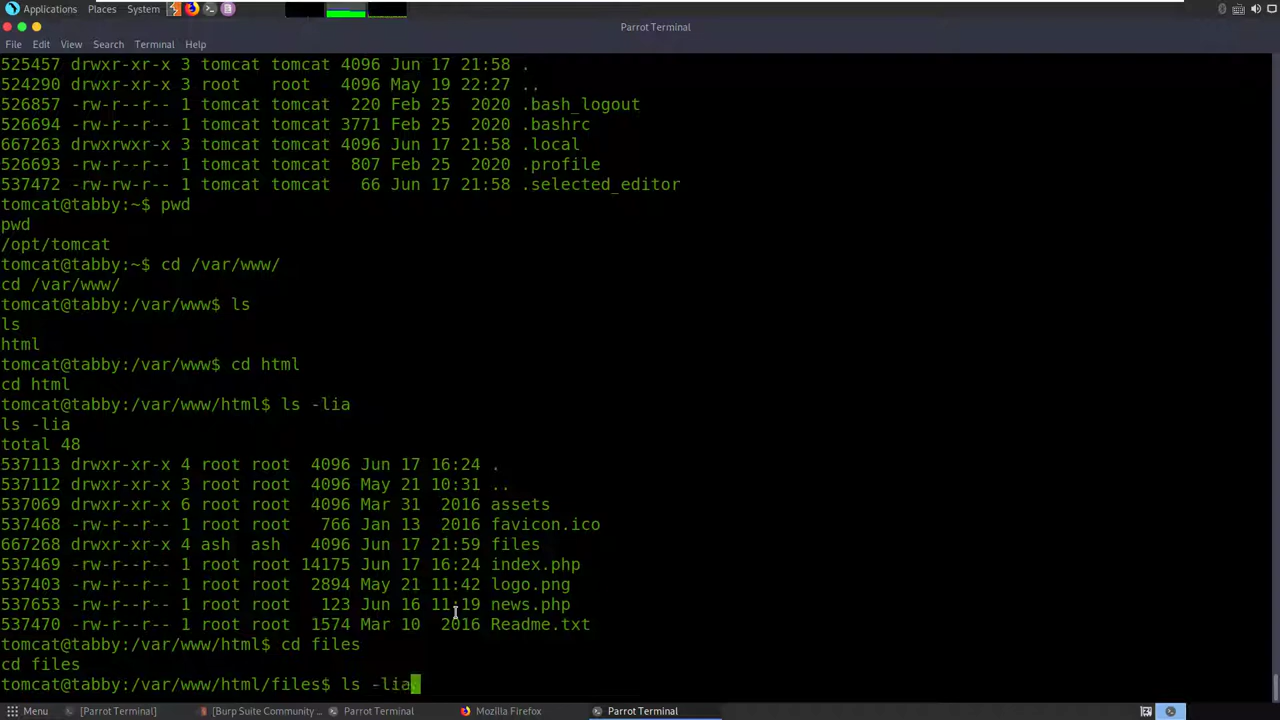 Applications Places System
Parrot Terminal
File Edit View Search Terminal Help
525457 drwxr-xr-x 3 tomcat tomcat 4096 Jun 17 21:58 .
524290 drwxr-xr-x 3 root   root   4096 May 19 22:27 ..
526857 -rw-r--r-- 1 tomcat tomcat  220 Feb 25  2020 .bash_logout
526694 -rw-r--r-- 1 tomcat tomcat 3771 Feb 25  2020 .bashrc
667263 drwxrwxr-x 3 tomcat tomcat 4096 Jun 17 21:58 .local
526693 -rw-r--r-- 1 tomcat tomcat  807 Feb 25  2020 .profile
537472 -rw-rw-r-- 1 tomcat tomcat   66 Jun 17 21:58 .selected_editor
tomcat@tabby:~$ pwd
pwd
/opt/tomcat
tomcat@tabby:~$ cd /var/www/
cd /var/www/
tomcat@tabby:/var/www$ ls
ls
html
tomcat@tabby:/var/www$ cd html
cd html
tomcat@tabby:/var/www/html$ ls -lia
ls -lia
total 48
537113 drwxr-xr-x 4 root root  4096 Jun 17 16:24 .
537112 drwxr-xr-x 3 root root  4096 May 21 10:31 ..
537069 drwxr-xr-x 6 root root  4096 Mar 31  2016 assets
537468 -rw-r--r-- 1 root root   766 Jan 13  2016 favicon.ico
667268 drwxr-xr-x 4 ash  ash   4096 Jun 17 21:59 files
537469 -rw-r--r-- 1 root root 14175 Jun 17 16:24 index.php
537403 -rw-r--r-- 1 root root  2894 May 21 11:42 logo.png
537653 -rw-r--r-- 1 root root   123 Jun 16 11:19 news.php
537470 -rw-r--r-- 1 root root  1574 Mar 10  2016 Readme.txt
tomcat@tabby:/var/www/html$ cd files
cd files
tomcat@tabby:/var/www/html/files$ ls -lia
Menu [Parrot Terminal] [Burp Suite Community ... Parrot Terminal Mozilla Firefox Parrot Terminal